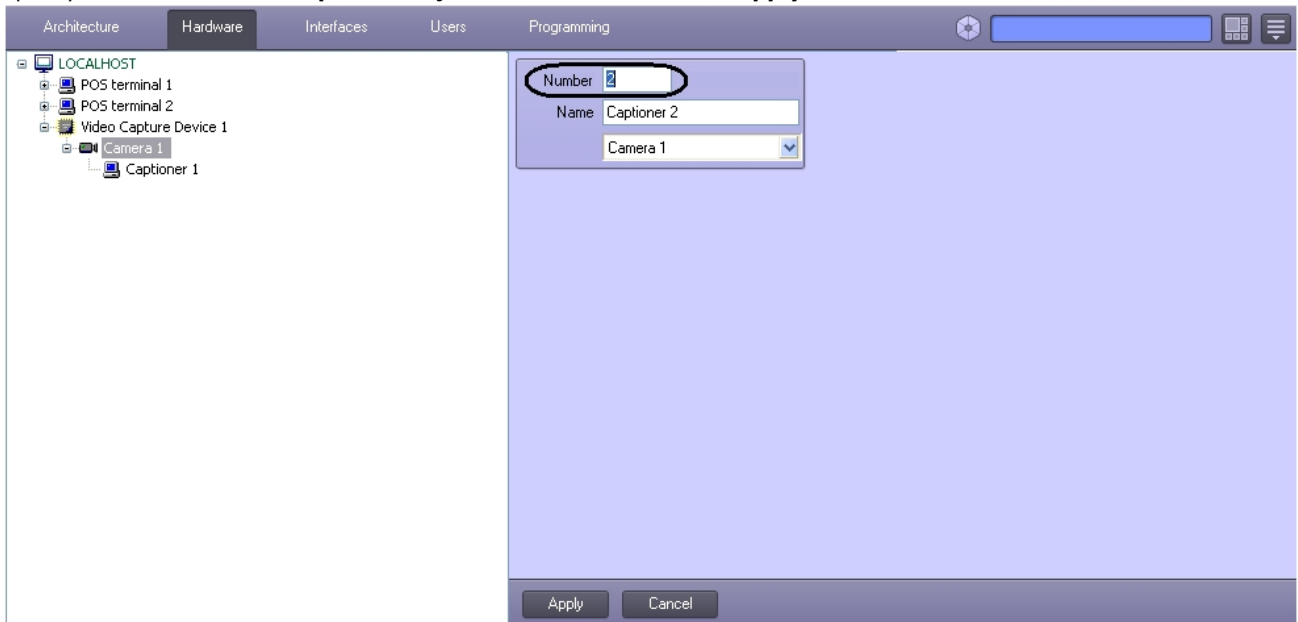 Architecture Hardware Interfaces Users Programming
LOCALHOST
POS terminal 1
POS terminal 2
Video Capture Device 1
Camera 1
Captioner 1
Number 2
Name Captioner 2
Camera 1
Apply Cancel